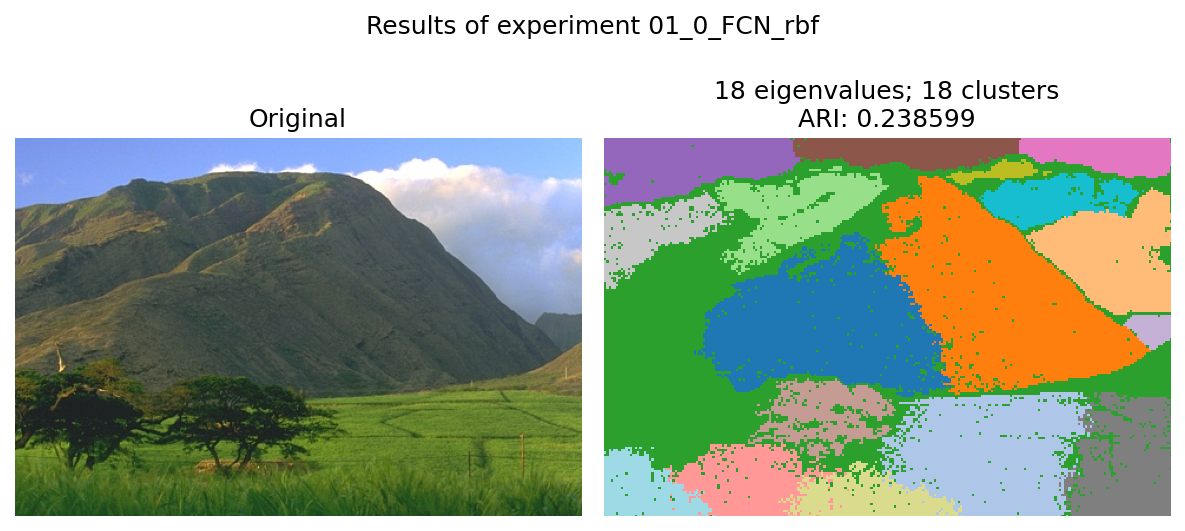 Results of experiment 01_0_FCN_rbf
Original
18 eigenvalues; 18 clusters
ARI: 0.238599